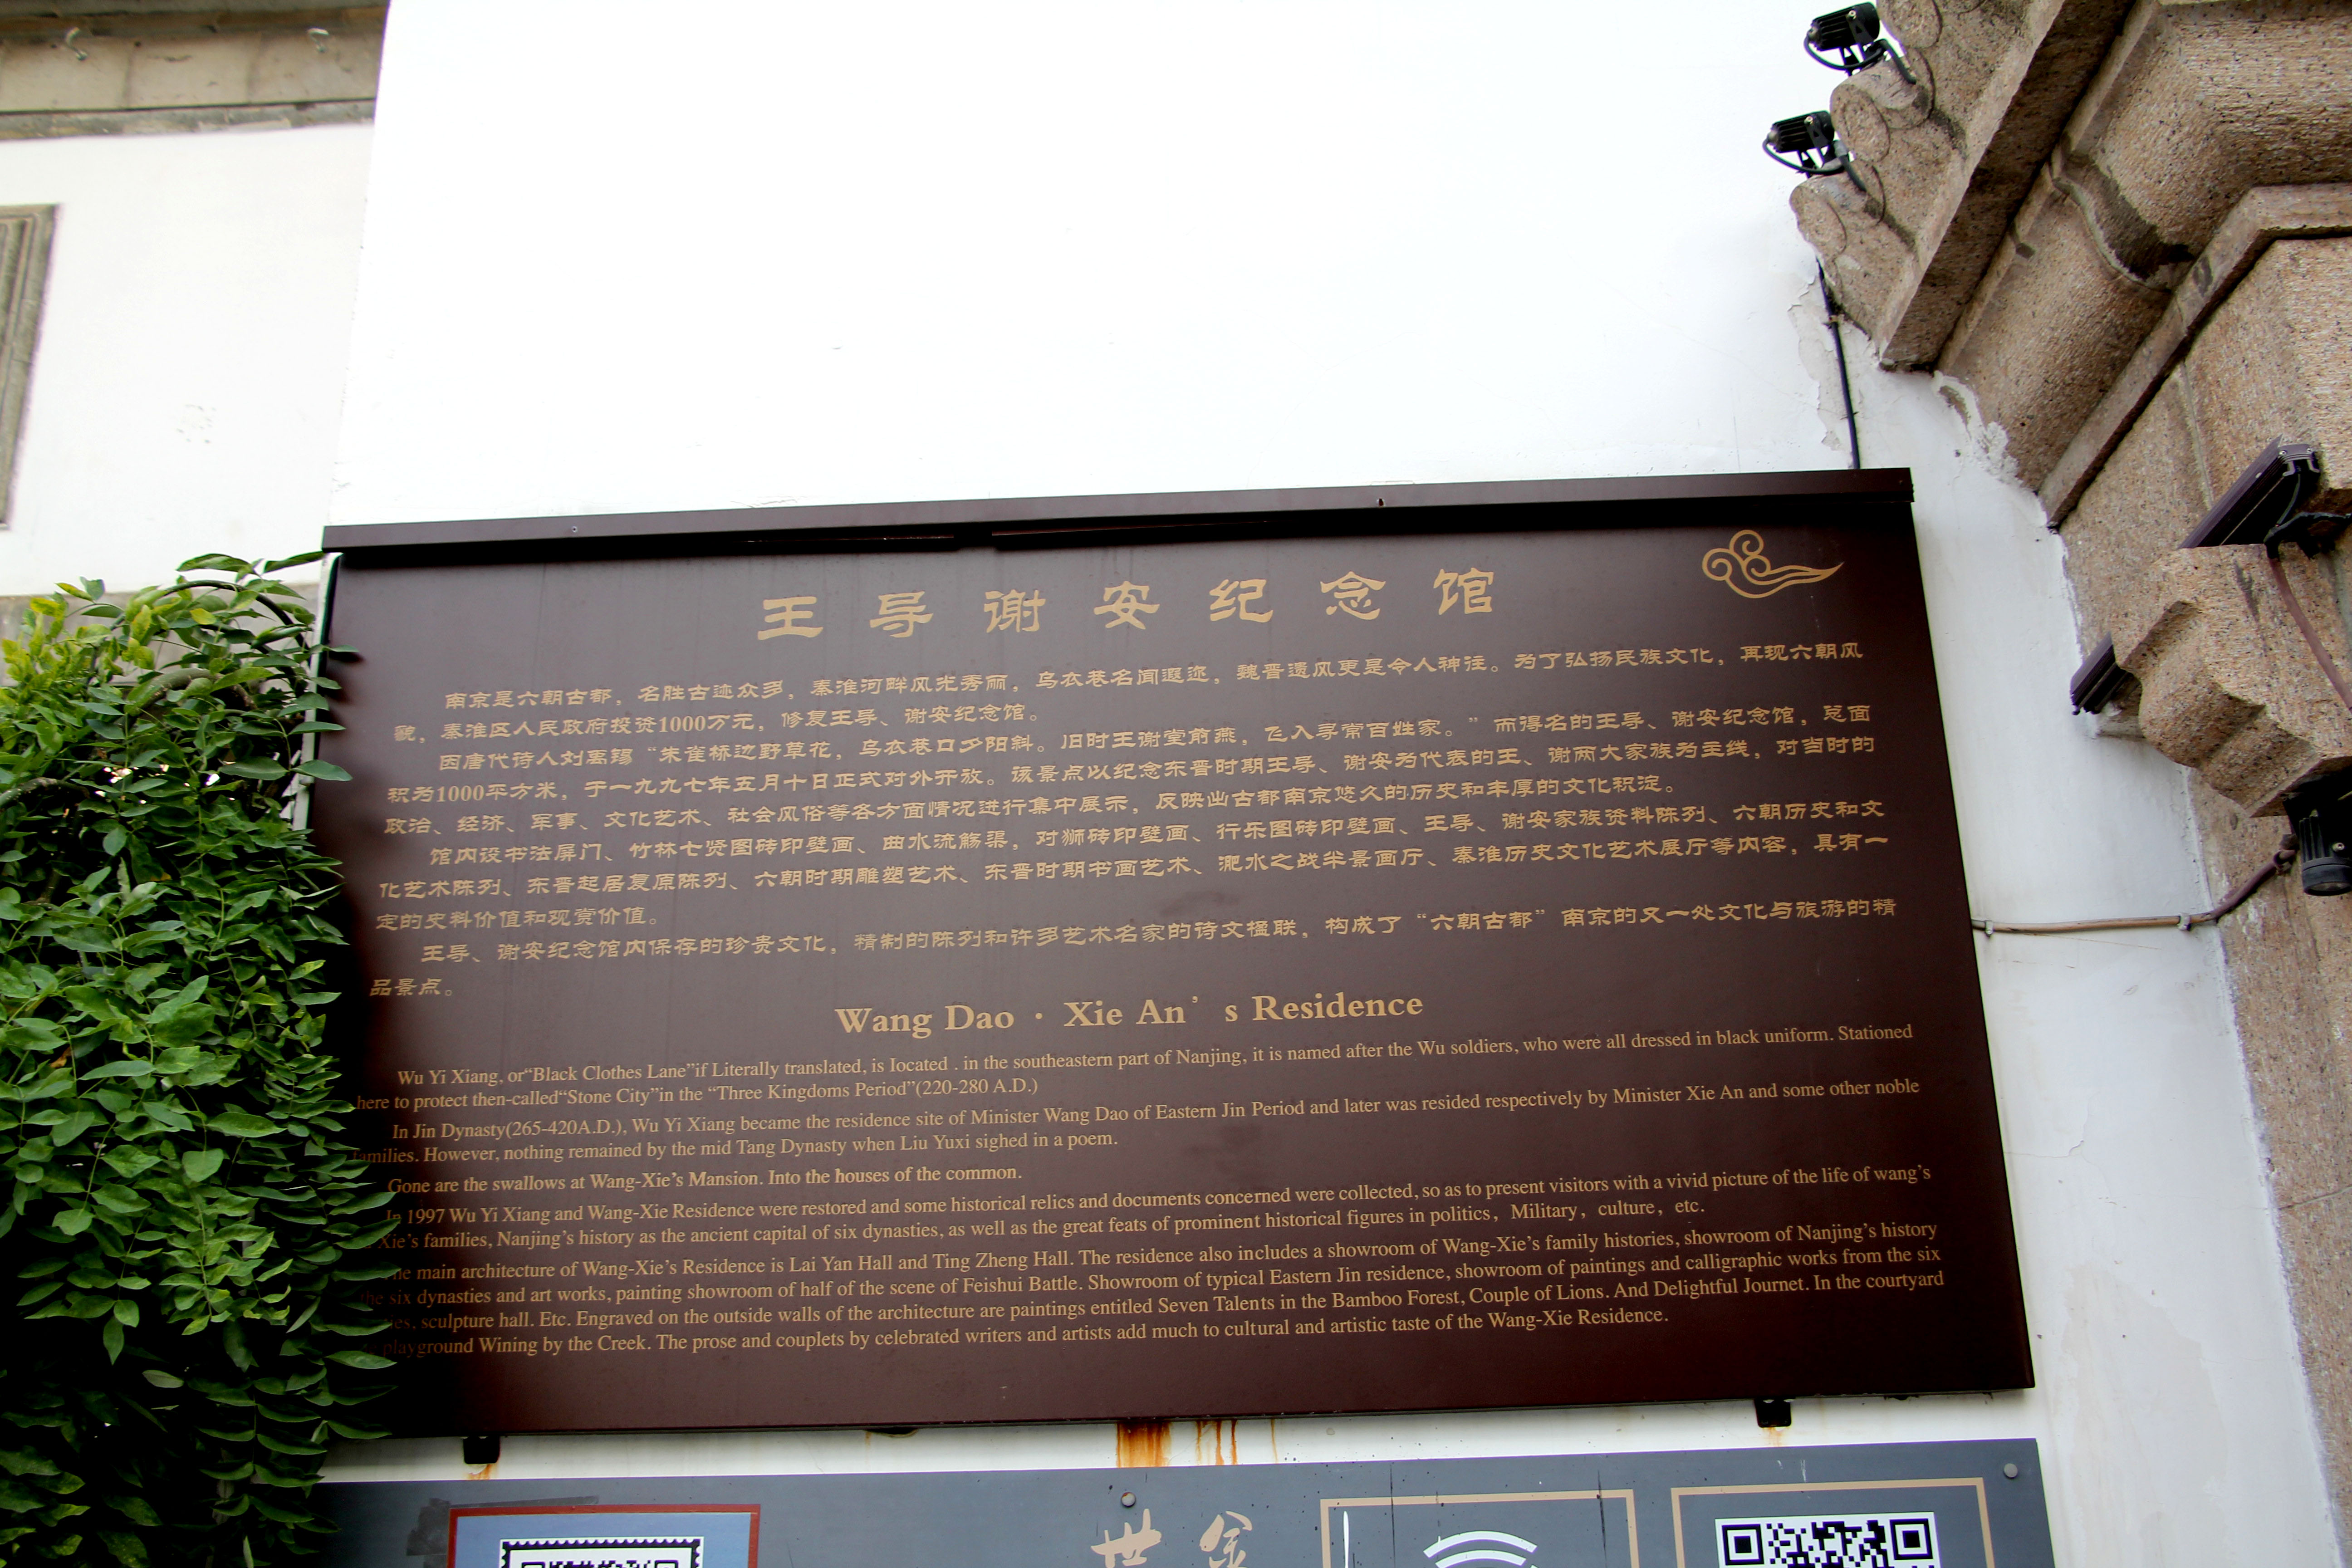 王导谢安纪念馆
南京是六朝古都，名胜古迹众多，秦淮河畔风光秀丽，乌衣巷名闻遐迩，魏晋遗风更是令人神往。为了弘扬民族文化，再现六朝风
貌，秦淮区人民政府投资1000万元，修复王导、谢安纪念馆。
因唐代诗人刘禹锡“朱雀桥边野草花，乌衣巷口夕阳斜。旧时王谢堂前燕，飞入寻常百姓家。”而得名的王导、谢安纪念馆，总面
积为1000平方米，于一九九七年五月十日正式对外开放。该景点以纪念东晋时期王导、谢安为代表的王、谢两大家族为主线，对当时的
政治、经济、军事、文化艺术、社会风俗等各方面情况进行集中展示，反映出古都南京悠久的历史和丰厚的文化积淀。
馆内设书法屏门、竹林七贤图砖印壁画、曲水流觞渠，对狮砖印壁画、行乐图砖印壁画、王导、谢安家族资料陈列、六朝历史和文
化艺术陈列、东晋起居复原陈列、六朝时期雕塑艺术、东晋时期书画艺术、淝水之战半景画厅、秦淮历史文化艺术展厅等内容，具有一
定的史料价值和观赏价值。
王导、谢安纪念馆内保存的珍贵文化，精制的陈列和许多艺术名家的诗文楹联，构成了“六朝古都”南京的又一处文化与旅游的精
品景点。
Wang Dao · Xie An’ s Residence
Wu Yi Xiang, or“Black Clothes Lane”if Literally translated, is Iocated . in the southeastern part of Nanjing, it is named after the Wu soldiers, who were all dressed in black uniform. Stationed
here to protect then-called“Stone City”in the “Three Kingdoms Period”(220-280 A.D.)
In Jin Dynasty(265-420A.D.), Wu Yi Xiang became the residence site of Minister Wang Dao of Eastern Jin Period and later was resided respectively by Minister Xie An and some other noble
families. However, nothing remained by the mid Tang Dynasty when Liu Yuxi sighed in a poem.
Gone are the swallows at Wang-Xie’s Mansion. Into the houses of the common.
In 1997 Wu Yi Xiang and Wang-Xie Residence were restored and some historical relics and documents concerned were collected, so as to present visitors with a vivid picture of the life of wang’s
Xie’s families, Nanjing’s history as the ancient capital of six dynasties, as well as the great feats of prominent historical figures in politics, Military, culture, etc.
main architecture of Wang-Xie’s Residence is Lai Yan Hall and Ting Zheng Hall. The residence also includes a showroom of Wang-Xie’s family histories, showroom of Nanjing’s history
the six dynasties and art works, painting showroom of half of the scene of Feishui Battle. Showroom of typical Eastern Jin residence, showroom of paintings and calligraphic works from the six
sculpture hall. Etc. Engraved on the outside walls of the architecture are paintings entitled Seven Talents in the Bamboo Forest, Couple of Lions. And Delightful Journet. In the courtyard
playground Wining by the Creek. The prose and couplets by celebrated writers and artists add much to cultural and artistic taste of the Wang-Xie Residence.
世金